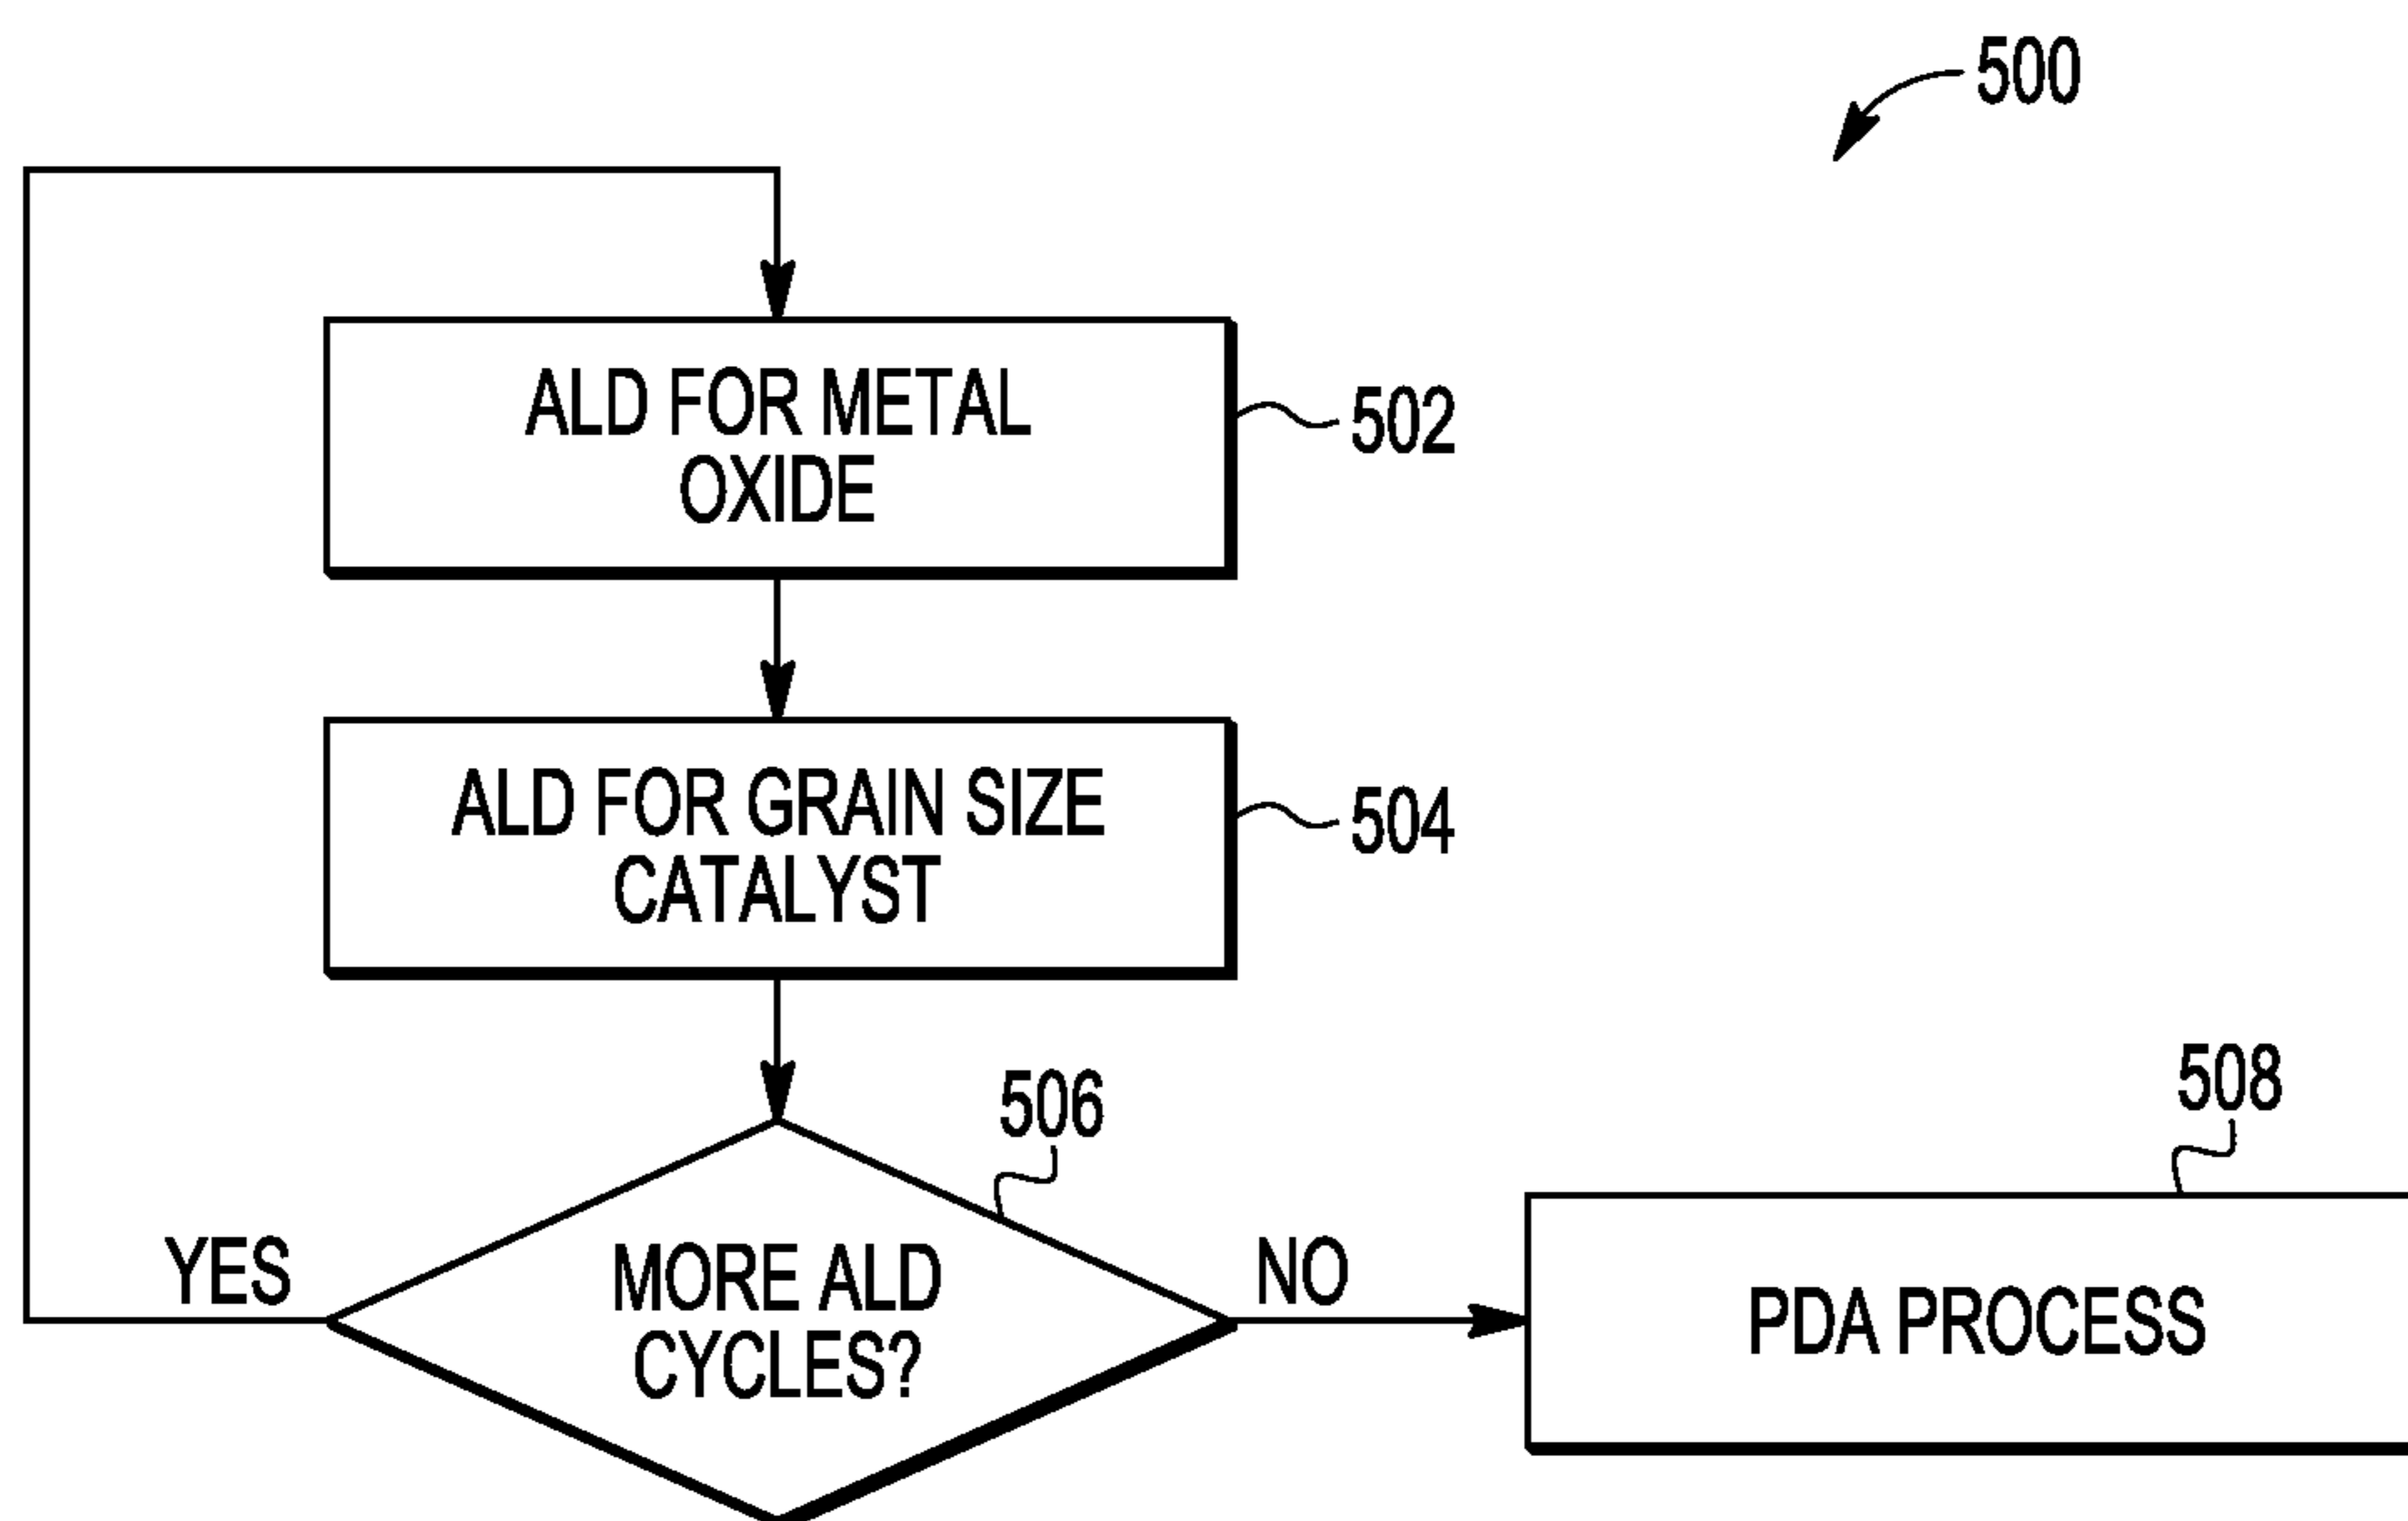 500
ALD FOR METAL
OXIDE
502
ALD FOR GRAIN SIZE
CATALYST
504
506
508
YES
MORE ALD
CYCLES?
NO
PDA PROCESS